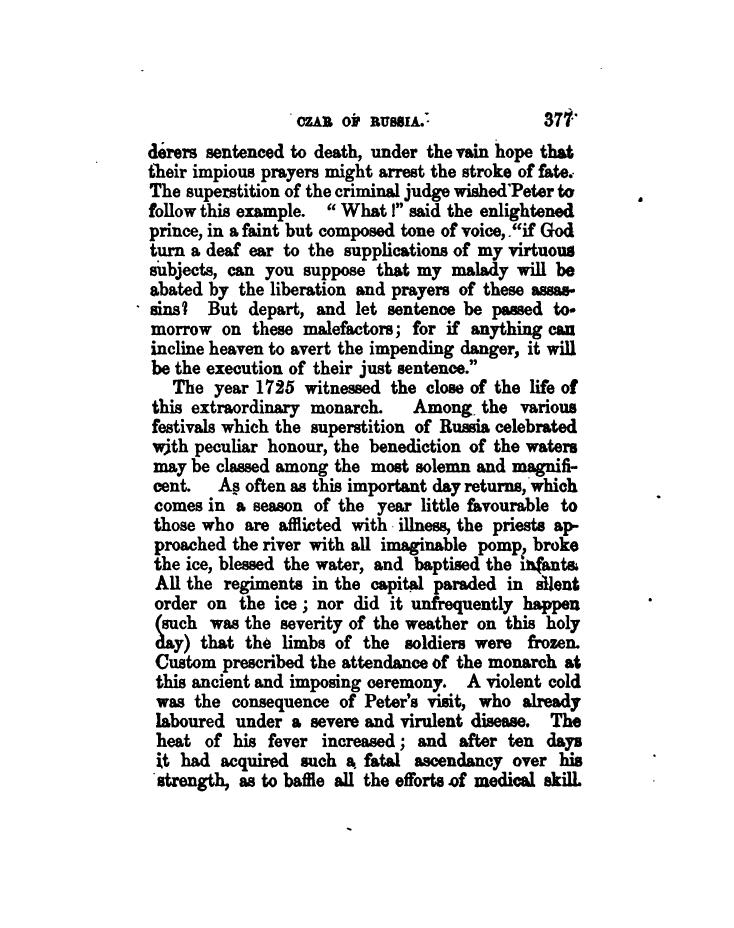 CZAR OF RUSSIA. 377
derers sentenced to death, under the vain hope that
their impious prayers might arrest the stroke of fate.
The superstition of the criminal judge wished Peter to
follow this example. “ What !” said the enlightened
prince, in a faint but composed tone of voice, “if God
turn a deaf ear to the supplications of my virtuous
subjects, can you suppose that my malady will be
abated by the liberation and prayers of these assas-
sins? But depart, and let sentence be passed to-
morrow on these malefactors; for if anything can
incline heaven to avert the impending danger, it will
be the execution of their just sentence.”
The year 1725 witnessed the close of the life of
this extraordinary monarch. Among the various
festivals which the superstition of Russia celebrated
with peculiar honour, the benediction of the waters
may be classed among the most solemn and magnifi-
cent. As often as this important day returns, which
comes in a season of the year little favourable to
those who are afflicted with illness, the priests ap-
proached the river with all imaginable pomp, broke
the ice, blessed the water, and baptised the infants.
All the regiments in the capital paraded in silent
order on the ice ; nor did it unfrequently happen
(such was the severity of the weather on this holy
day) that the limbs of the soldiers were frozen.
Custom prescribed the attendance of the monarch at
this ancient and imposing ceremony. A violent cold
was the consequence of Peter’s visit, who already
laboured under a severe and virulent disease. The
heat of his fever increased ; and after ten days
it had acquired such a fatal ascendancy over his
strength, as to baffle all the efforts of medical skill.